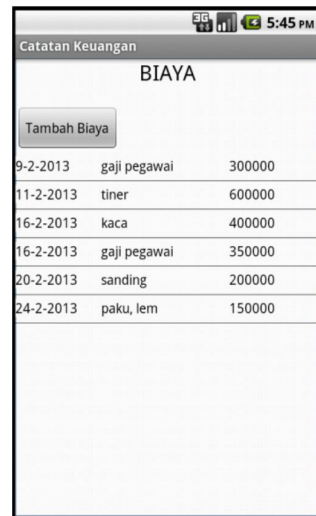 3G 5:45 PM
Catatan Keuangan
BIAYA
Tambah Biaya
9-2-2013 gaji pegawai 300000
11-2-2013 tiner 600000
16-2-2013 kaca 400000
16-2-2013 gaji pegawai 350000
20-2-2013 sanding 200000
24-2-2013 paku, lem 150000